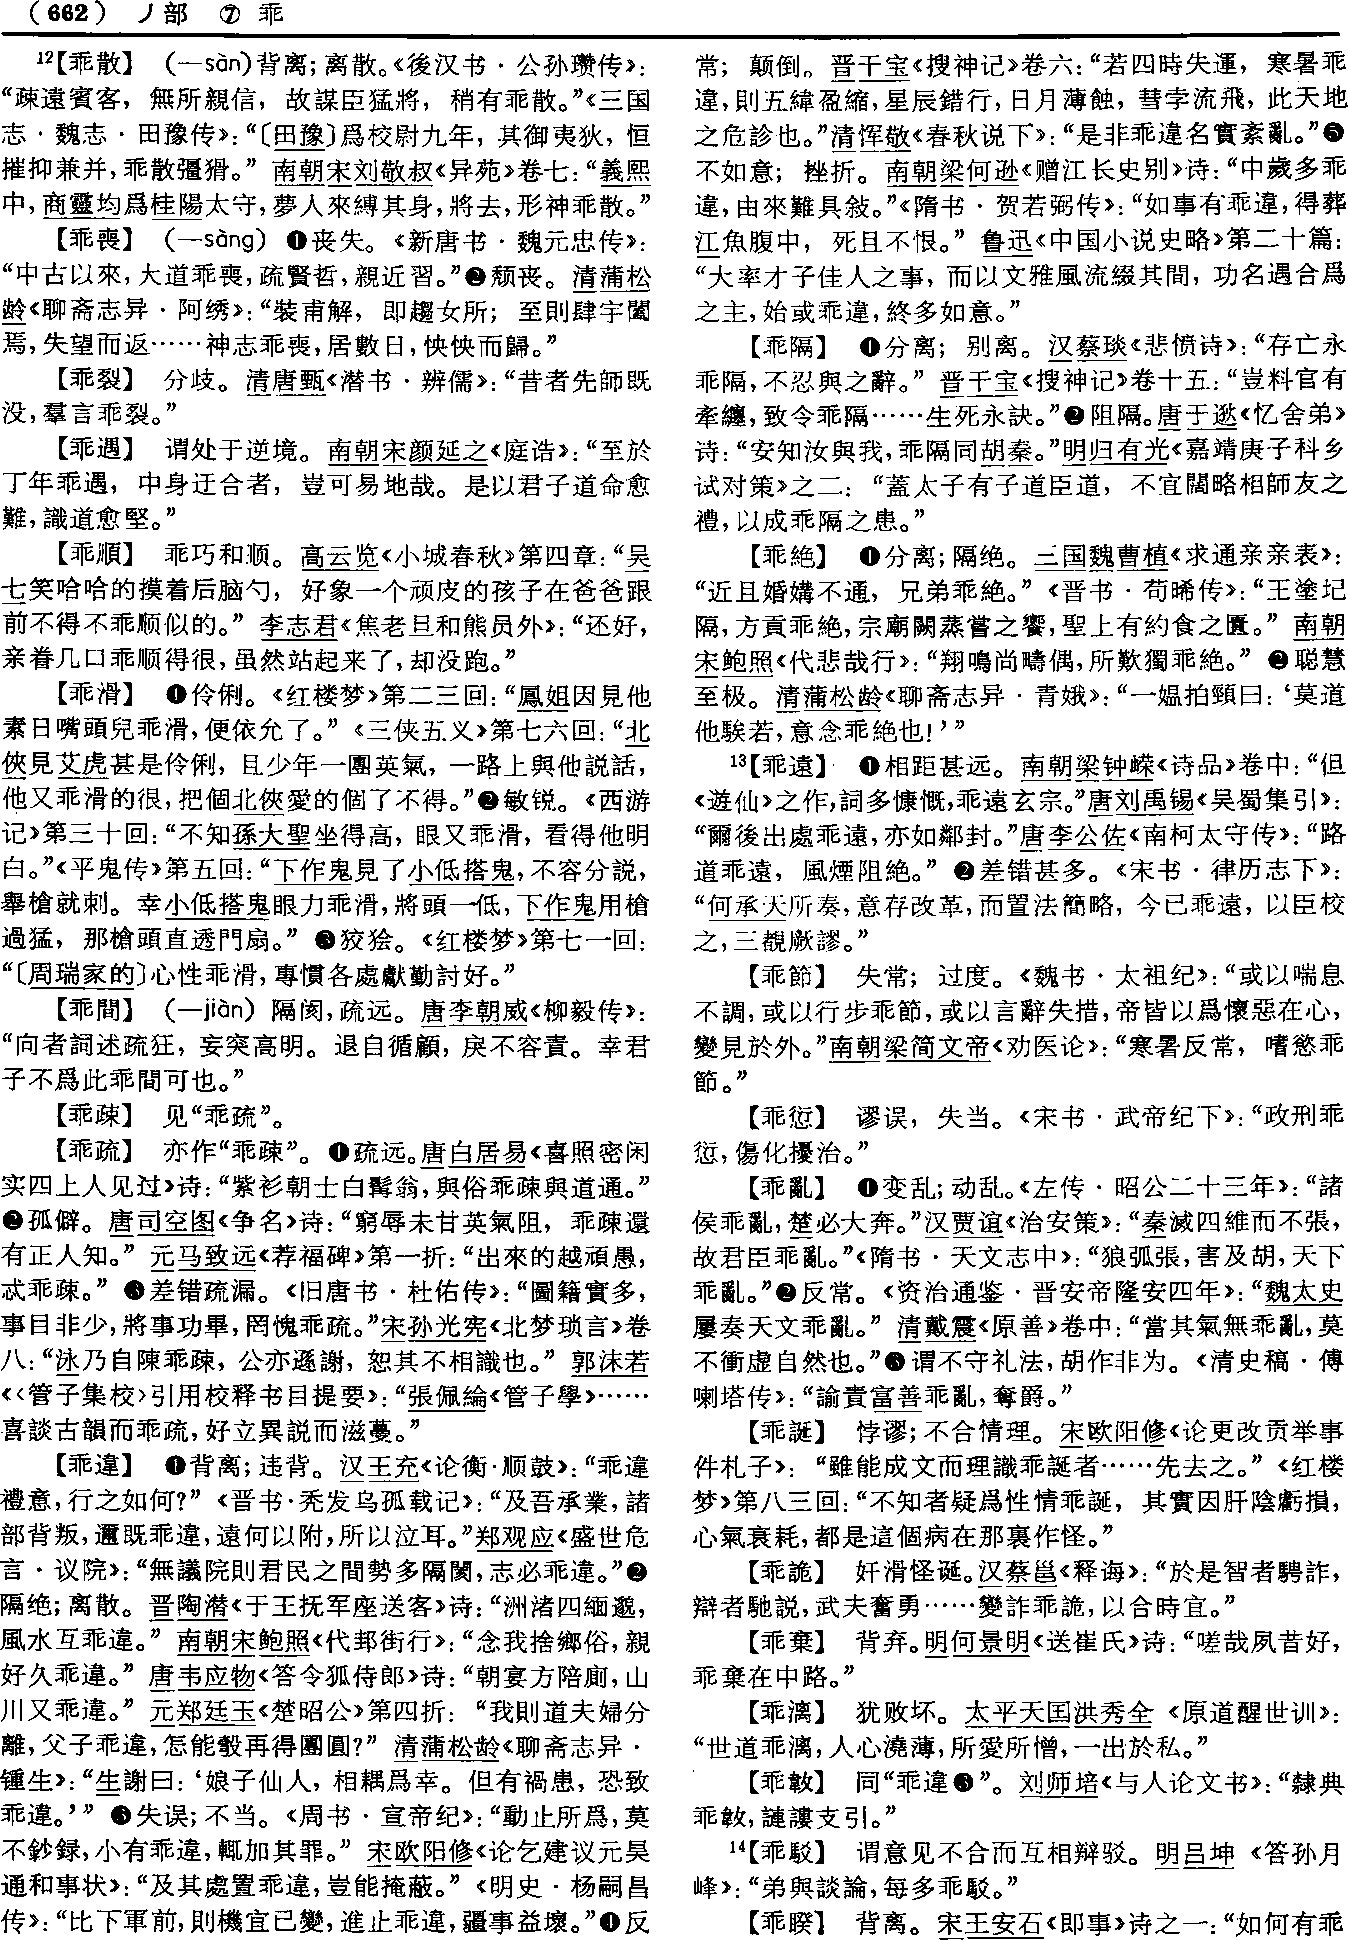 (662) 丿部 ⑦ 乖
12【乖散】 (—sàn)背离；离散。《後汉书·公孙瓒传》：
“疎遠賓客，無所親信，故謀臣猛將，稍有乖散。”《三国
志·魏志·田豫传》：“〔田豫〕爲校尉九年，其御夷狄，恒
摧抑兼并，乖散彊猾。” 南朝宋刘敬叔《异苑》卷七：“義熙
中，商靈均爲桂陽太守，夢人來縛其身，將去，形神乖散。”
【乖喪】 (—sàng) ❶丧失。《新唐书·魏元忠传》：
“中古以來，大道乖喪，疏賢哲，親近習。”❷颓丧。清蒲松
龄《聊斋志异·阿绣》：“裝甫解，即趨女所；至則肆宇闔
焉，失望而返……神志乖喪，居數日，怏怏而歸。”
【乖裂】 分歧。清唐甄《潜书·辨儒》：“昔者先師既
没，羣言乖裂。”
【乖遇】 谓处于逆境。南朝宋颜延之《庭诰》：“至於
丁年乖遇，中身迂合者，豈可易地哉。是以君子道命愈
難，識道愈堅。”
【乖順】 乖巧和顺。高云览《小城春秋》第四章：“吴
七笑哈哈的摸着后脑勺，好象一个顽皮的孩子在爸爸跟
前不得不乖顺似的。” 李志君《焦老旦和熊员外》：“还好，
亲眷几口乖顺得很，虽然站起来了，却没跑。”
【乖滑】 ❶伶俐。《红楼梦》第二三回：“鳳姐因見他
素日嘴頭兒乖滑，便依允了。” 《三侠五义》第七六回：“北
俠見艾虎甚是伶俐，且少年一團英氣，一路上與他説話，
他又乖滑的很，把個北俠愛的個了不得。”❷敏锐。《西游
记》第三十回：“不知孫大聖坐得高，眼又乖滑，看得他明
白。”《平鬼传》第五回：“下作鬼見了小低搭鬼，不容分説，
舉槍就刺。幸小低搭鬼眼力乖滑，將頭一低，下作鬼用槍
過猛，那槍頭直透門扇。” ❸狡狯。《红楼梦》第七一回：
“〔周瑞家的〕心性乖滑，專慣各處獻勤討好。”
【乖間】 (—jiàn) 隔阂，疏远。唐李朝威《柳毅传》：
“向者詞述疏狂，妄突高明。退自循顧，戾不容責。幸君
子不爲此乖間可也。”
【乖疎】 见“乖疏”。
【乖疏】 亦作“乖疎”。❶疏远。唐白居易《喜照密闲
实四上人见过》诗：“紫衫朝士白髯翁，與俗乖疎與道通。”
❷孤僻。唐司空图《争名》诗：“窮辱未甘英氣阻，乖疎還
有正人知。” 元马致远《荐福碑》第一折：“出來的越頑愚，
忒乖疎。” ❸差错疏漏。《旧唐书·杜佑传》：“圖籍實多，
事目非少，將事功畢，罔愧乖疏。”宋孙光宪《北梦琐言》卷
八：“泳乃自陳乖疎，公亦遜謝，恕其不相識也。” 郭沫若
《〈管子集校〉引用校释书目提要》：“張佩綸《管子學》……
喜談古韻而乖疏，好立異説而滋蔓。”
【乖違】 ❶背离；违背。汉王充《论衡·顺鼓》：“乖違
禮意，行之如何？” 《晋书·秃发乌孤载记》：“及吾承業，諸
部背叛，邇既乖違，遠何以附，所以泣耳。”郑观应《盛世危
言·议院》：“無議院則君民之間勢多隔閡，志必乖違。”❷
隔绝；离散。晋陶潜《于王抚军座送客》诗：“洲渚四緬邈，
風水互乖違。” 南朝宋鲍照《代邽街行》：“念我捨鄉俗，親
好久乖違。” 唐韦应物《答令狐侍郎》诗：“朝宴方陪廁，山
川又乖違。” 元郑廷玉《楚昭公》第四折：“我則道夫婦分
離，父子乖違，怎能彀再得團圓？” 清蒲松龄《聊斋志异·
锺生》：“生謝曰：‘娘子仙人，相耦爲幸。但有禍患，恐致
乖違。’” ❸失误；不当。《周书·宣帝纪》：“動止所爲，莫
不鈔録，小有乖違，輒加其罪。” 宋欧阳修《论乞建议元昊
通和事状》：“及其處置乖違，豈能掩蔽。” 《明史·杨嗣昌
传》：“比下軍前，則機宜已變，進止乖違，疆事益壞。”❹反
常；颠倒。晋干宝《搜神记》卷六：“若四時失運，寒暑乖
違，則五緯盈縮，星辰錯行，日月薄蝕，彗孛流飛，此天地
之危診也。”清恽敬《春秋说下》：“是非乖違名實紊亂。”❺
不如意；挫折。南朝梁何逊《赠江长史别》诗：“中歲多乖
違，由來難具敍。”《隋书·贺若弼传》：“如事有乖違，得葬
江魚腹中，死且不恨。” 鲁迅《中国小说史略》第二十篇：
“大率才子佳人之事，而以文雅風流綴其間，功名遇合爲
之主，始或乖違，終多如意。”
【乖隔】 ❶分离；别离。汉蔡琰《悲愤诗》：“存亡永
乖隔，不忍與之辭。” 晋干宝《搜神记》卷十五：“豈料官有
牽纏，致令乖隔……生死永訣。”❷阻隔。唐于逖《忆舍弟》
诗：“安知汝與我，乖隔同胡秦。”明归有光《嘉靖庚子科乡
试对策》之二：“蓋太子有子道臣道，不宜闊略相師友之
禮，以成乖隔之患。”
【乖絶】 ❶分离；隔绝。三国魏曹植《求通亲亲表》：
“近且婚媾不通，兄弟乖絶。” 《晋书·苟晞传》：“王塗圮
隔，方貢乖絶，宗廟闕蒸嘗之饗，聖上有約食之匱。” 南朝
宋鲍照《代悲哉行》：“翔鳴尚疇偶，所歎獨乖絶。” ❷聪慧
至极。清蒲松龄《聊斋志异·青娥》：“一媪拍頸曰：‘莫道
他騃若，意念乖絶也！’”
13【乖遠】 ❶相距甚远。南朝梁钟嵘《诗品》卷中：“但
《遊仙》之作，詞多慷慨，乖遠玄宗。”唐刘禹锡《吴蜀集引》：
“爾後出處乖遠，亦如鄰封。”唐李公佐《南柯太守传》：“路
道乖遠，風煙阻絶。” ❷差错甚多。《宋书·律历志下》：
“何承天所奏，意存改革，而置法簡略，今已乖遠，以臣校
之，三覩厥謬。”
【乖節】 失常；过度。《魏书·太祖纪》：“或以喘息
不調，或以行步乖節，或以言辭失措，帝皆以爲懷惡在心，
變見於外。”南朝梁简文帝《劝医论》：“寒暑反常，嗜慾乖
節。”
【乖愆】 谬误，失当。《宋书·武帝纪下》：“政刑乖
愆，傷化擾治。”
【乖亂】 ❶变乱；动乱。《左传·昭公二十三年》：“諸
侯乖亂，楚必大奔。”汉贾谊《治安策》：“秦滅四維而不張，
故君臣乖亂。”《隋书·天文志中》：“狼弧張，害及胡，天下
乖亂。”❷反常。《资治通鉴·晋安帝隆安四年》：“魏太史
屢奏天文乖亂。” 清戴震《原善》卷中：“當其氣無乖亂，莫
不衝虚自然也。”❸谓不守礼法，胡作非为。《清史稿·傅
喇塔传》：“諭責富善乖亂，奪爵。”
【乖誕】 悖谬；不合情理。宋欧阳修《论更改贡举事
件札子》：“雖能成文而理識乖誕者……先去之。” 《红楼
梦》第八三回：“不知者疑爲性情乖誕，其實因肝陰虧損，
心氣衰耗，都是這個病在那裏作怪。”
【乖詭】 奸滑怪诞。汉蔡邕《释诲》：“於是智者騁詐，
辯者馳説，武夫奮勇……變詐乖詭，以合時宜。”
【乖棄】 背弃。明何景明《送崔氏》诗：“嗟哉夙昔好，
乖棄在中路。”
【乖漓】 犹败坏。太平天囯洪秀全《原道醒世训》：
“世道乖漓，人心澆薄，所愛所憎，一出於私。”
【乖敳】 同“乖違❸”。刘师培《与人论文书》：“隸典
乖敳，謰謱支引。”
14【乖駁】 谓意见不合而互相辩驳。明吕坤《答孙月
峰》：“弟與談論，每多乖駁。”
【乖暌】 背离。宋王安石《即事》诗之一：“如何有乖